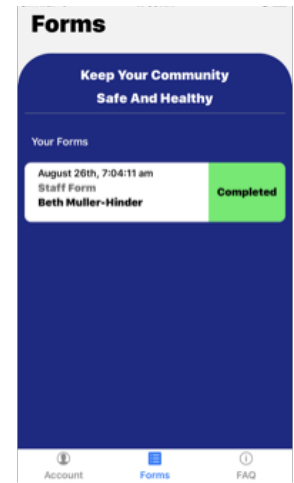 Forms
Keep Your Community
Safe And Healthy
Your Forms
August 26th, 7:04:11 am
Staff Form
Beth Muller-Hinder
Completed
Account
Forms
FAQ